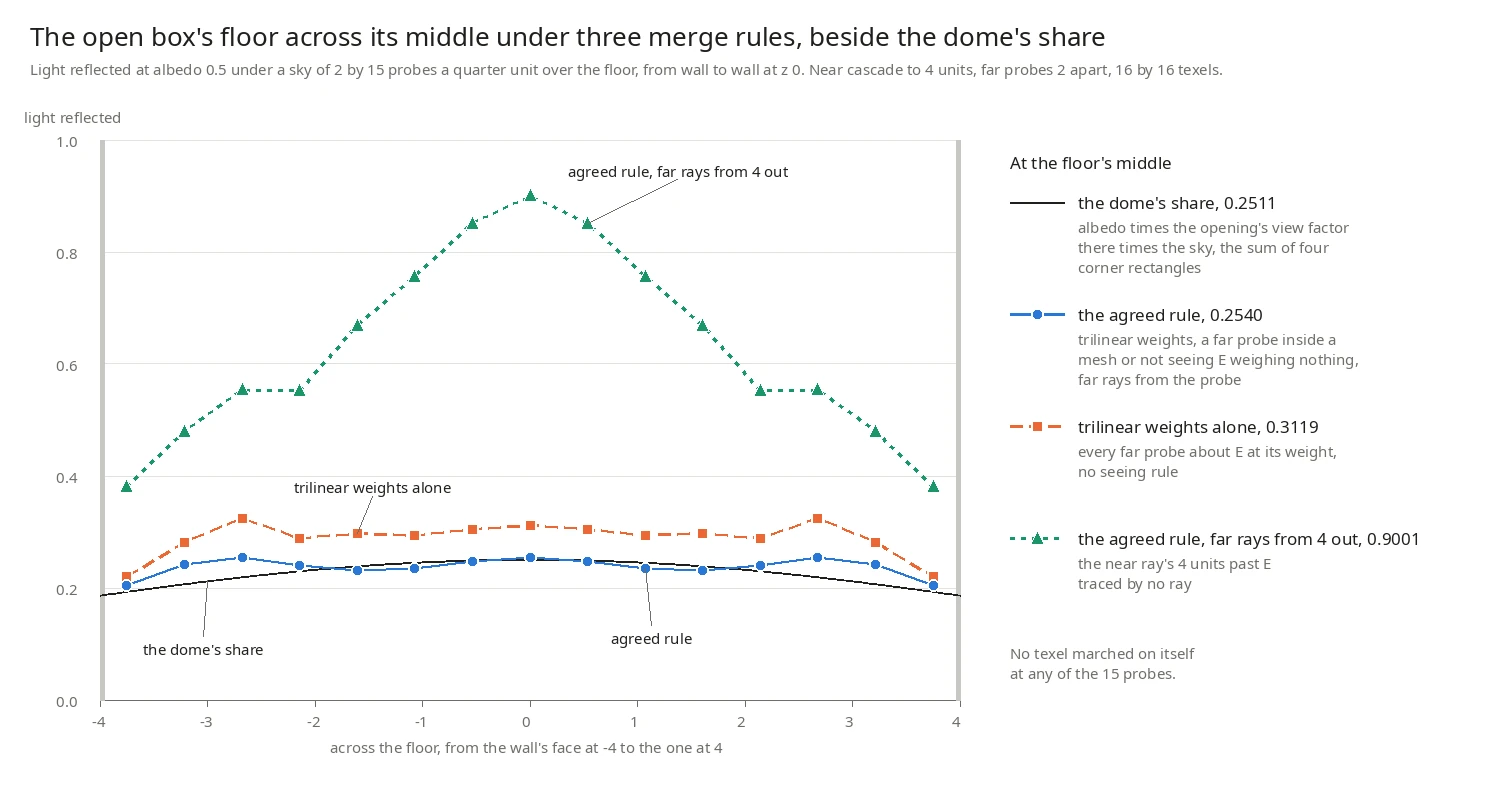 The open box's floor across its middle under three merge rules, beside the dome's share
Light reflected at albedo 0.5 under a sky of 2 by 15 probes a quarter unit over the floor, from wall to wall at z 0. Near cascade to 4 units, far probes 2 apart, 16 by 16 texels.
light reflected
1.0
0.8
0.6
0.4
0.2
0.0
-4
-3
-2
-1
0
1
2
3
4
across the floor, from the wall's face at -4 to the one at 4
agreed rule, far rays from 4 out
trilinear weights alone
the dome's share
agreed rule
At the floor's middle
the dome's share, 0.2511
albedo times the opening's view factor
there times the sky, the sum of four
corner rectangles
the agreed rule, 0.2540
trilinear weights, a far probe inside a
mesh or not seeing E weighing nothing,
far rays from the probe
trilinear weights alone, 0.3119
every far probe about E at its weight,
no seeing rule
the agreed rule, far rays from 4 out, 0.9001
the near ray's 4 units past E
traced by no ray
No texel marched on itself
at any of the 15 probes.